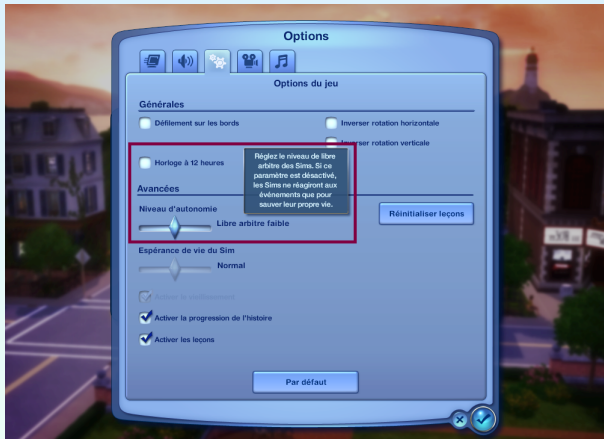 Options
Options du jeu
Générales
Défilement sur les bords
Inverser rotation horizontale
Inverser rotation verticale
Horloge à 12 heures
Réglez le niveau de libre
arbitre des Sims. Si ce
paramètre est désactivé,
les Sims ne réagiront aux
événements que pour
sauver leur propre vie.
Avancées
Niveau d'autonomie
Libre arbitre faible
Réinitialiser leçons
Espérance de vie du Sim
Normal
Activer la progression de l'histoire
Activer les leçons
Par défaut